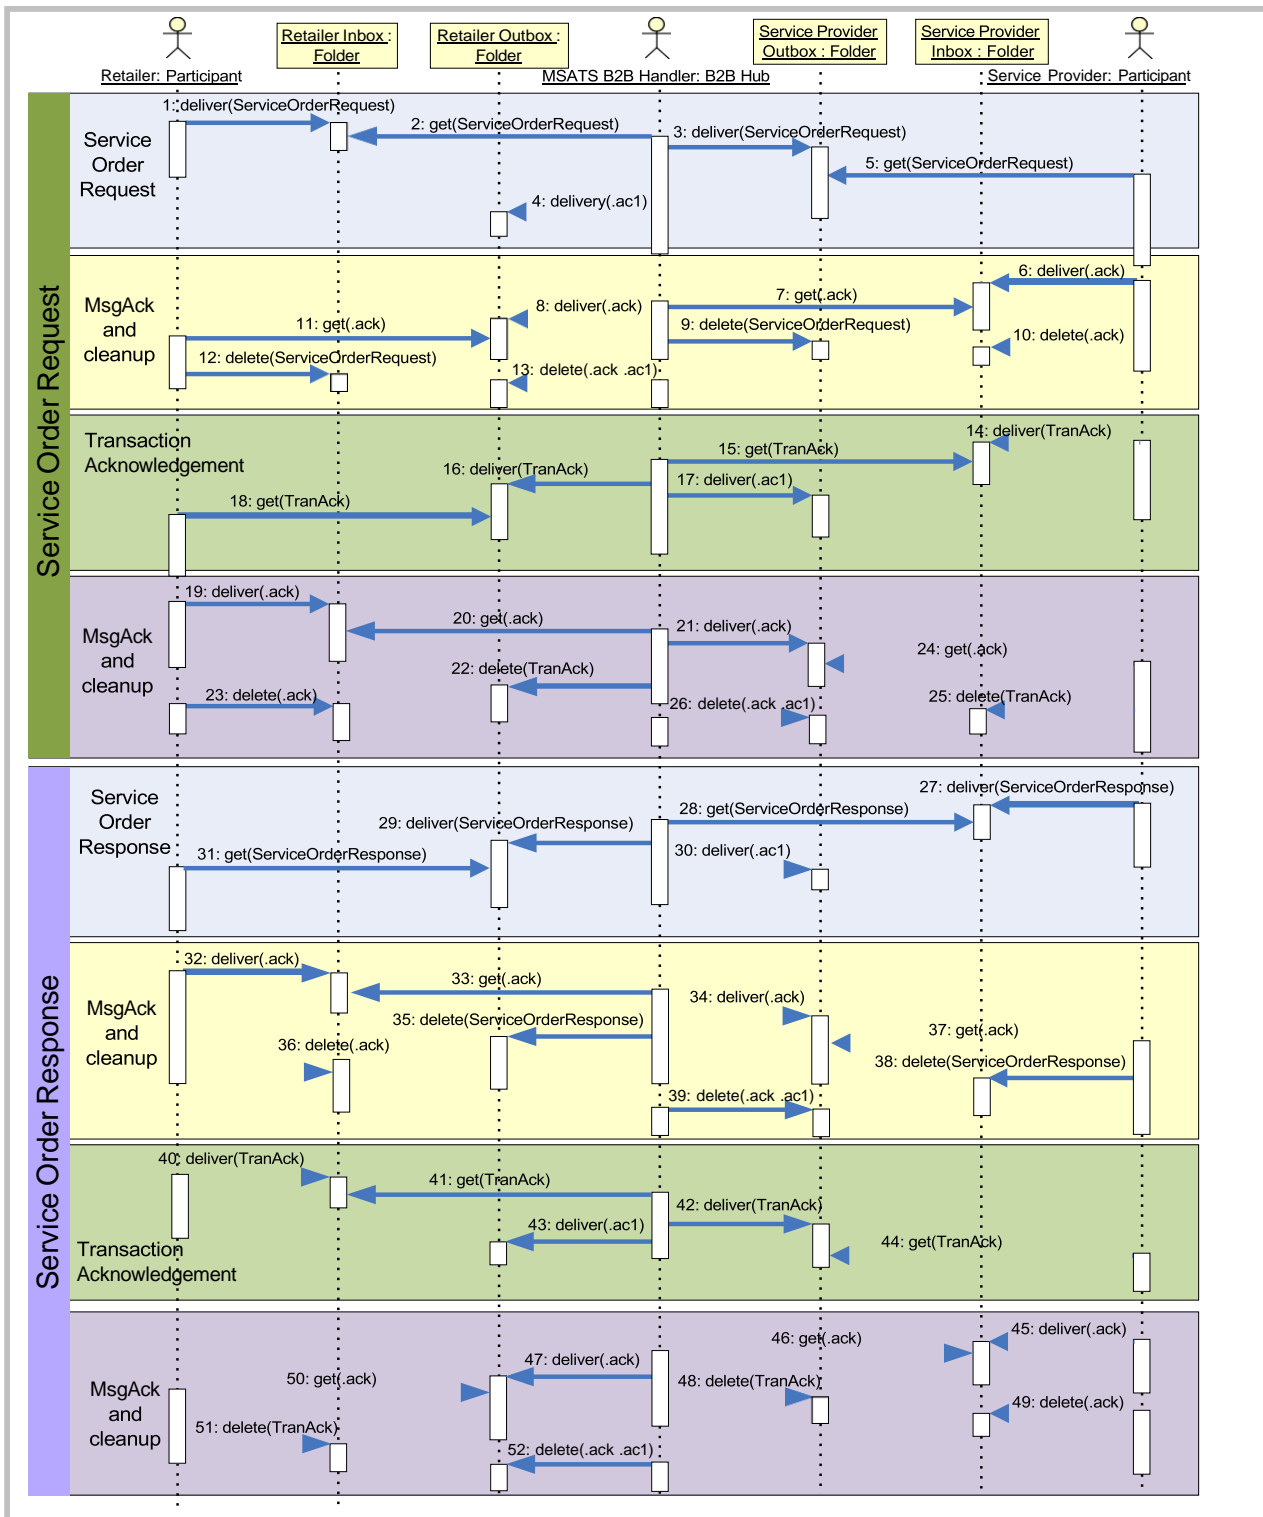 Retailer: Participant
Retailer Inbox :
Folder
Retailer Outbox :
Folder
MSATS B2B Handler: B2B Hub
Service Provider
Outbox : Folder
Service Provider
Inbox : Folder
Service Provider: Participant
Service Order Request
Service
Order
Request
1: deliver(ServiceOrderRequest)
2: get(ServiceOrderRequest)
3: deliver(ServiceOrderRequest)
5: get(ServiceOrderRequest)
4: delivery(.ac1)
MsgAck
and
cleanup
6: deliver(.ack)
7: get(.ack)
8: deliver(.ack)
11: get(.ack)
9: delete(ServiceOrderRequest)
10: delete(.ack)
12: delete(ServiceOrderRequest)
13: delete(.ack .ac1)
Transaction
Acknowledgement
14: deliver(TranAck)
15: get(TranAck)
16: deliver(TranAck)
17: deliver(.ac1)
18: get(TranAck)
MsgAck
and
cleanup
19: deliver(.ack)
20: get(.ack)
21: deliver(.ack)
24: get(.ack)
22: delete(TranAck)
23: delete(.ack)
26: delete(.ack .ac1)
25: delete(TranAck)
Service Order Response
Service
Order
Response
27: deliver(ServiceOrderResponse)
28: get(ServiceOrderResponse)
29: deliver(ServiceOrderResponse)
31: get(ServiceOrderResponse)
30: deliver(.ac1)
MsgAck
and
cleanup
32: deliver(.ack)
33: get(.ack)
34: deliver(.ack)
35: delete(ServiceOrderResponse)
37: get(.ack)
36: delete(.ack)
38: delete(ServiceOrderResponse)
39: delete(.ack .ac1)
40: deliver(TranAck)
41: get(TranAck)
42: deliver(TranAck)
43: deliver(.ac1)
44: get(TranAck)
Transaction
Acknowledgement
MsgAck
and
cleanup
45: deliver(.ack)
46: get(.ack)
47: deliver(.ack)
50: get(.ack)
48: delete(TranAck)
49: delete(.ack)
51: delete(TranAck)
52: delete(.ack .ac1)